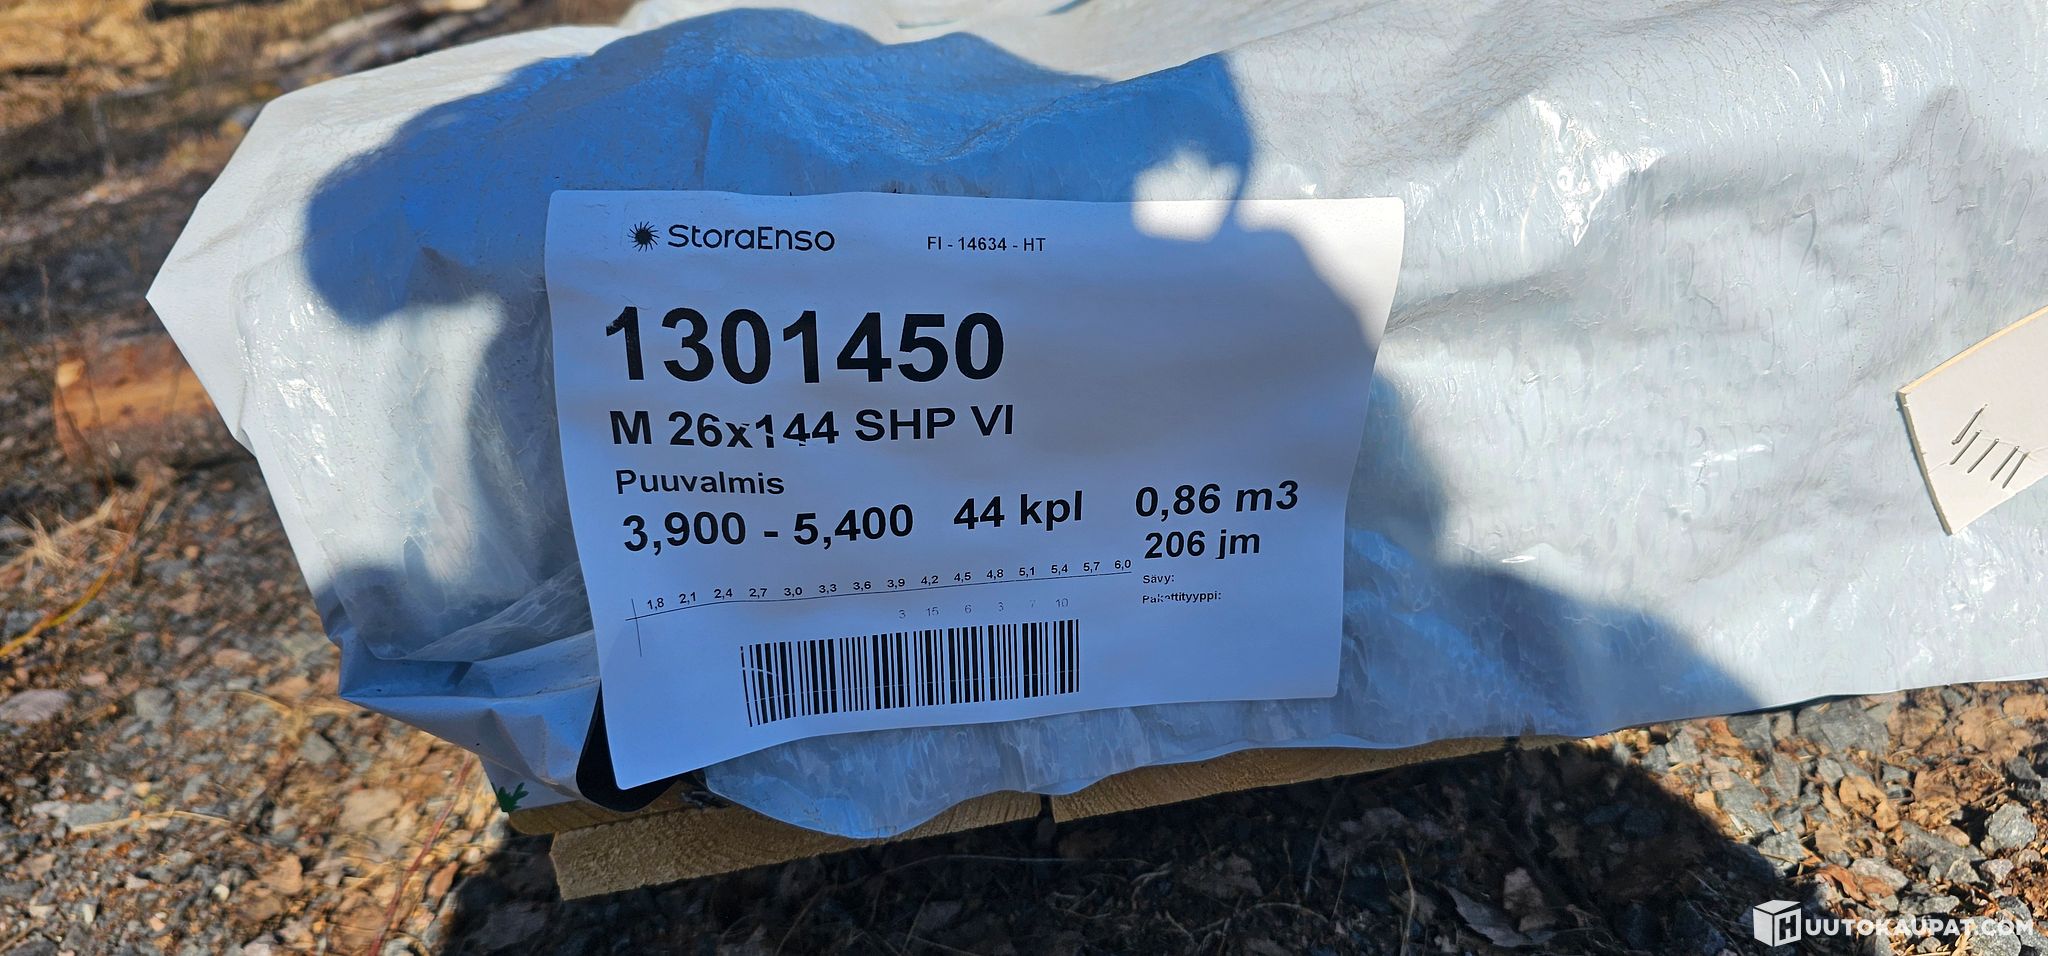 StoraEnso FI - 14634 - HT
1301450
M 26x144 SHP VI
Puuvalmis
3,900 - 5,400 44 kpl 0,86 m3
206 jm
1,8 2,1 2,4 2,7 3,0 3,3 3,6 3,9 4,2 4,5 4,8 5,1 5,4 5,7 6,0
3 15 6 3 7 10
Sävy:
Pakettityyppi:
HUUTOKAUPAT.COM